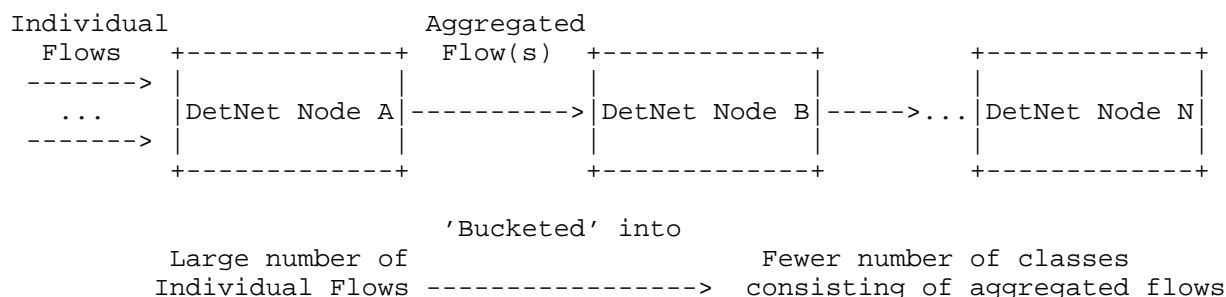 Individual Aggregated
Flows +-------------+ Flow(s) +-------------+ +-------------+
-------> | | | | | |
... |DetNet Node A|---------->|DetNet Node B|----->...|DetNet Node N|
-------> | | | | | |
+-------------+ +-------------+ +-------------+
'Bucketed' into
Large number of Fewer number of classes
Individual Flows -----------------> consisting of aggregated flows